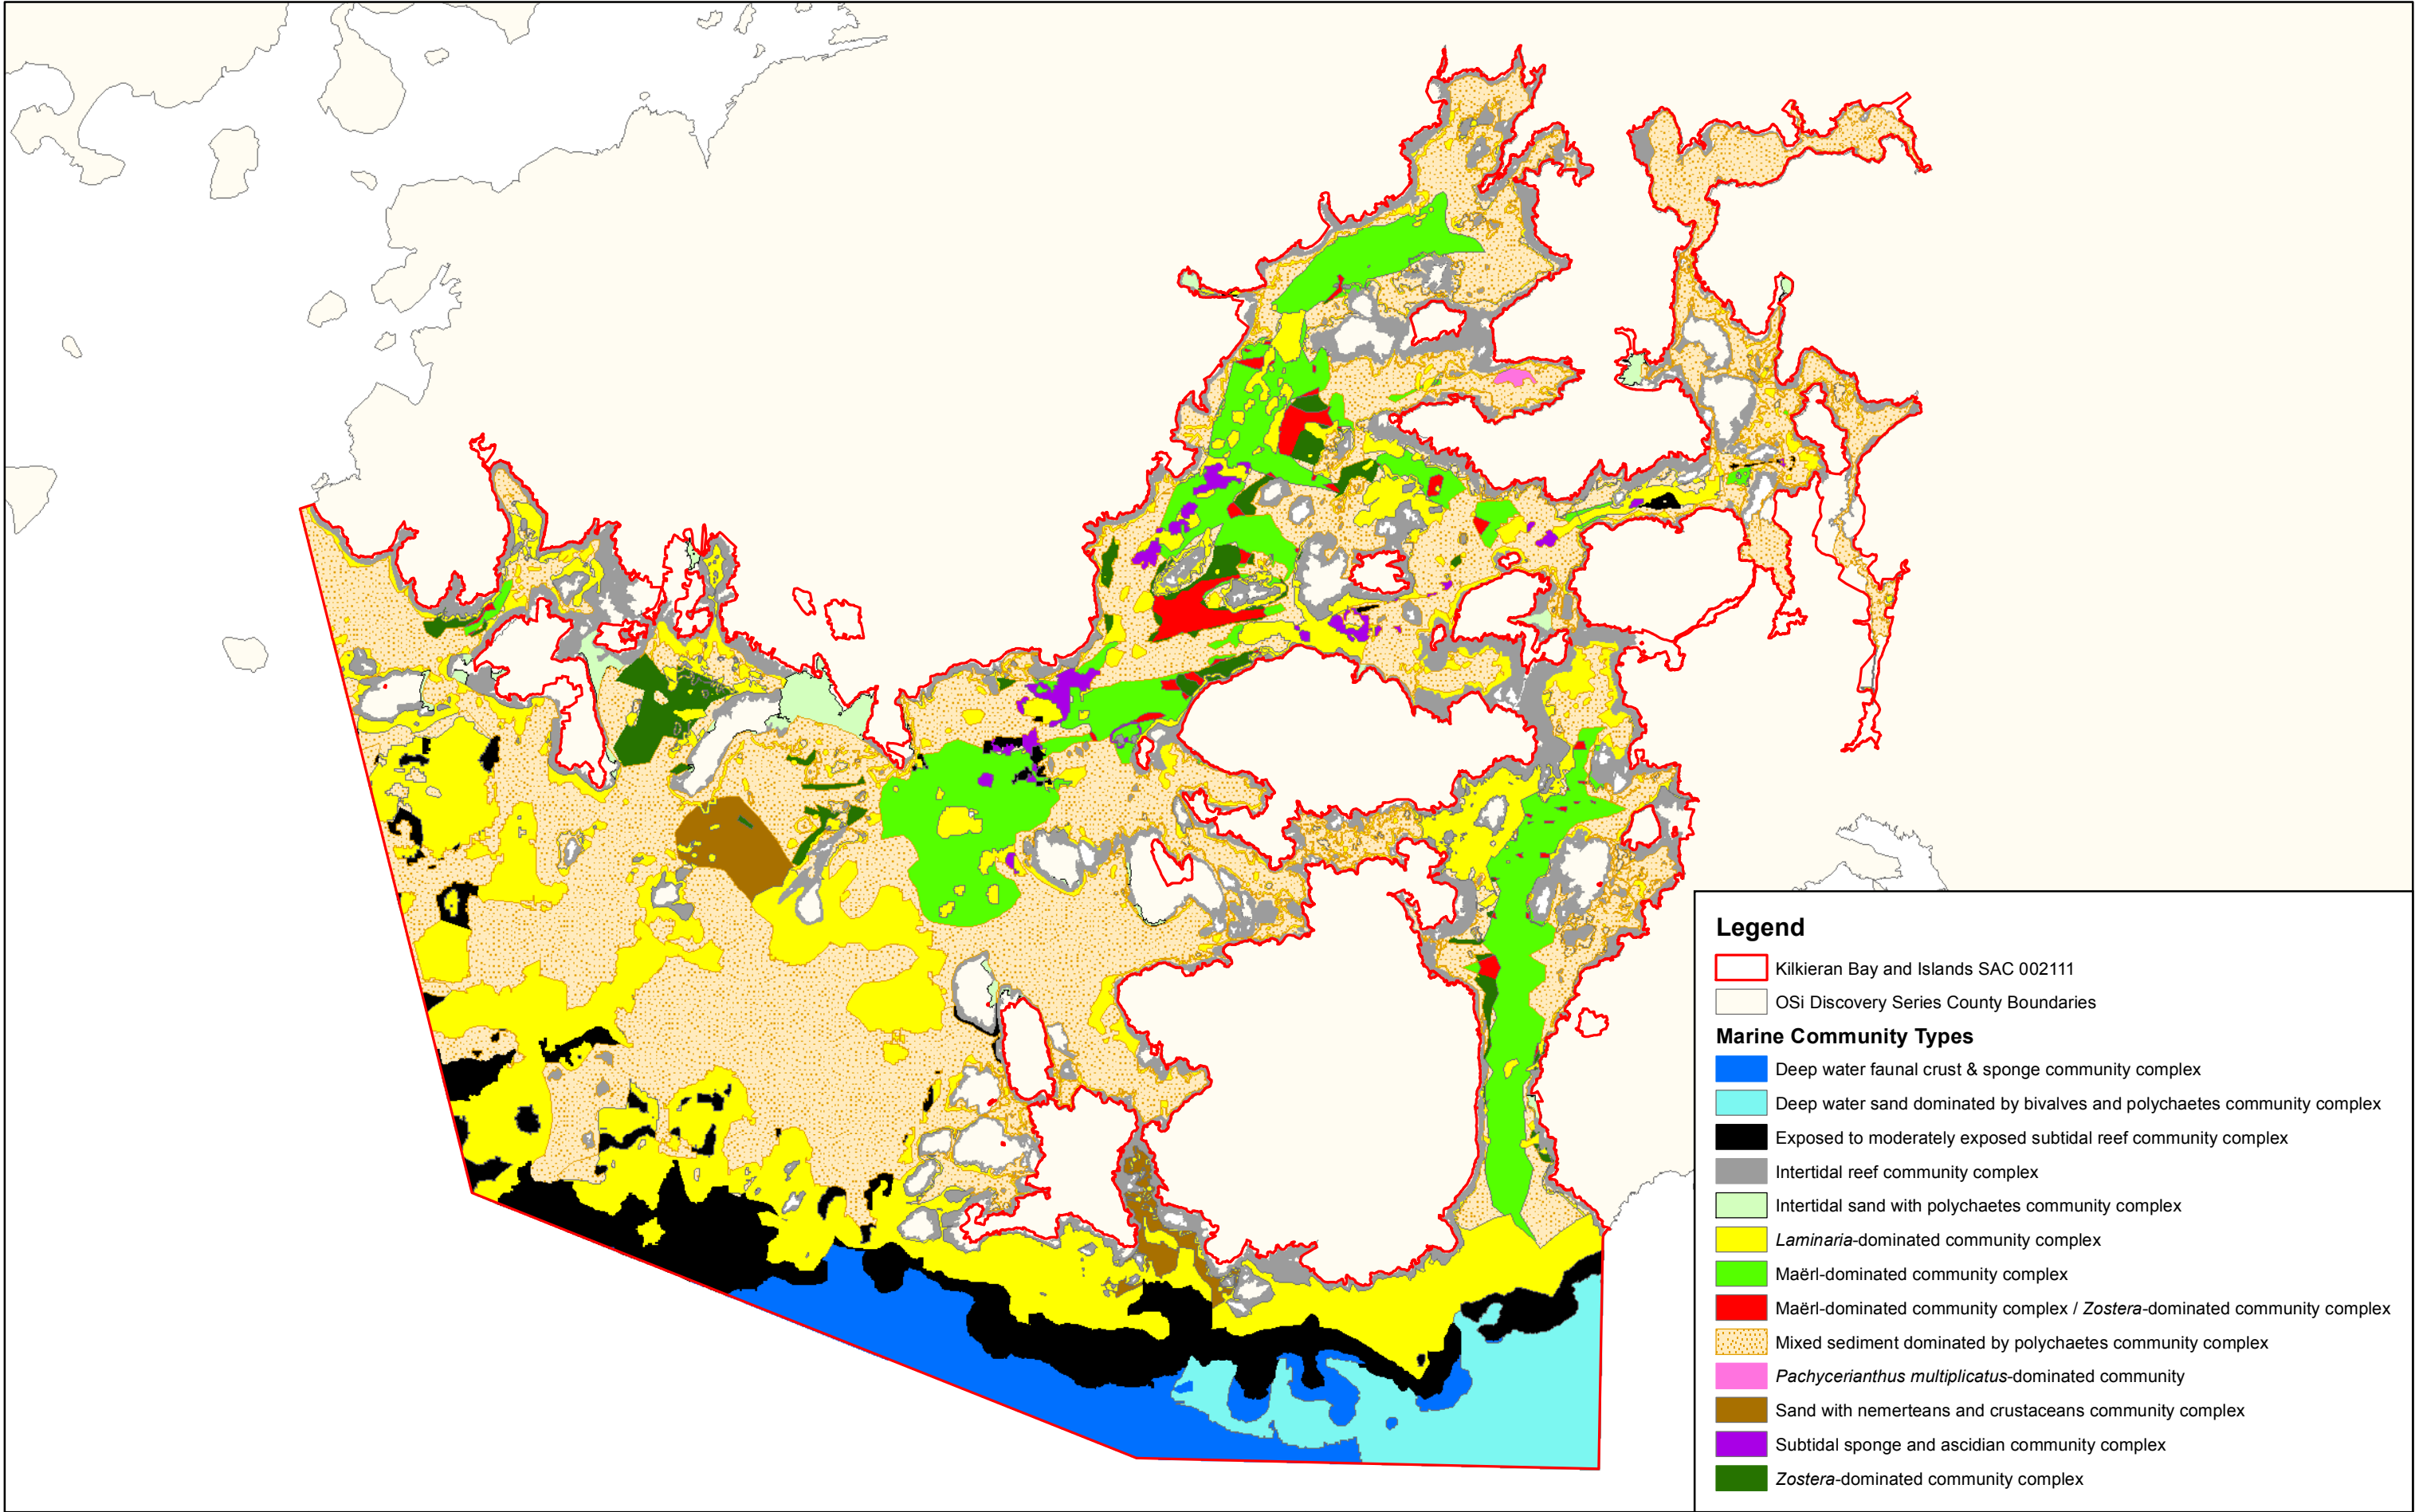 Legend
Kilkieran Bay and Islands SAC 002111
OSi Discovery Series County Boundaries
Marine Community Types
Deep water faunal crust & sponge community complex
Deep water sand dominated by bivalves and polychaetes community complex
Exposed to moderately exposed subtidal reef community complex
Intertidal reef community complex
Intertidal sand with polychaetes community complex
Laminaria-dominated community complex
Maërl-dominated community complex
Maërl-dominated community complex / Zostera-dominated community complex
Mixed sediment dominated by polychaetes community complex
Pachycerianthus multiplicatus-dominated community
Sand with nemerteans and crustaceans community complex
Subtidal sponge and ascidian community complex
Zostera-dominated community complex